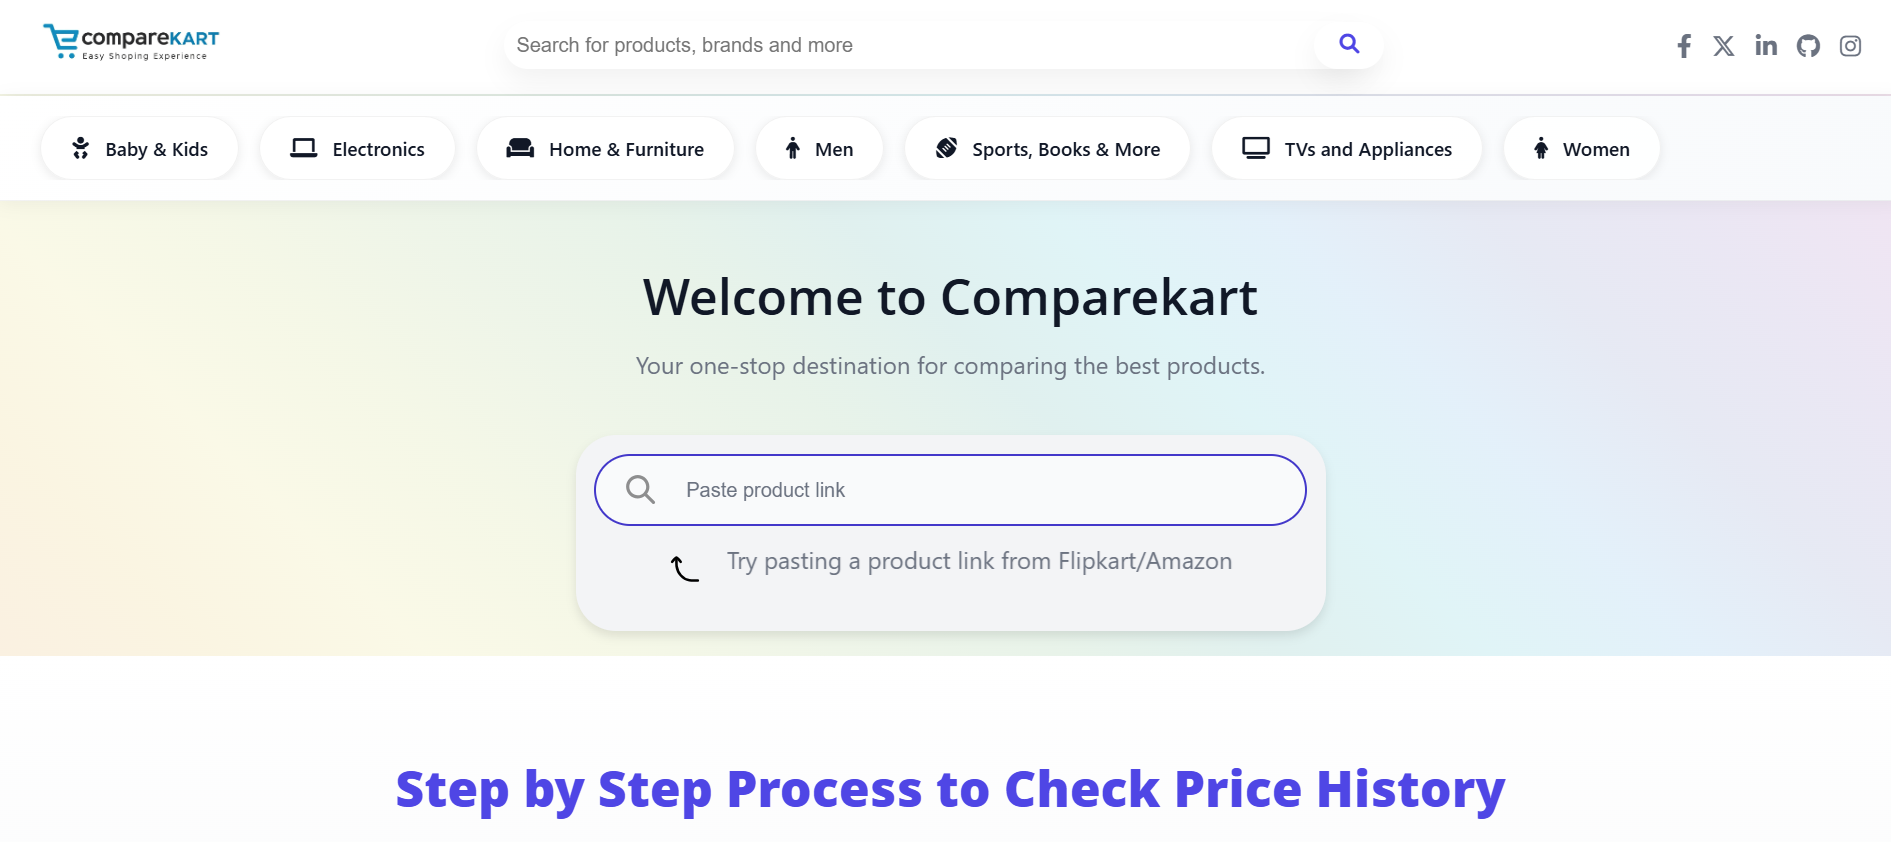 compareKART
Easy Shoping Experience
Search for products, brands and more
Baby & Kids
Electronics
Home & Furniture
Men
Sports, Books & More
TVs and Appliances
Women
Welcome to Comparekart
Your one-stop destination for comparing the best products.
Paste product link
Try pasting a product link from Flipkart/Amazon
Step by Step Process to Check Price History